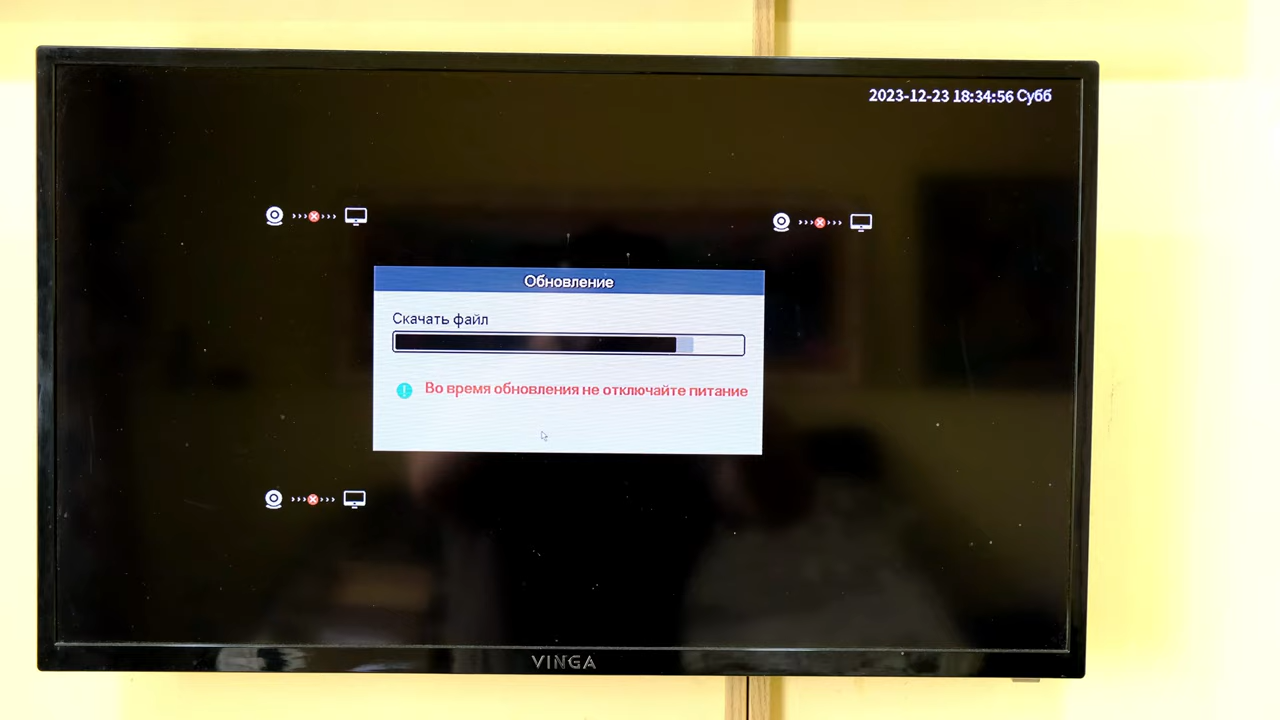 2023-12-23 18:34:56 Субб
Обновление
Скачать файл
Во время обновления не отключайте питание
VINGA